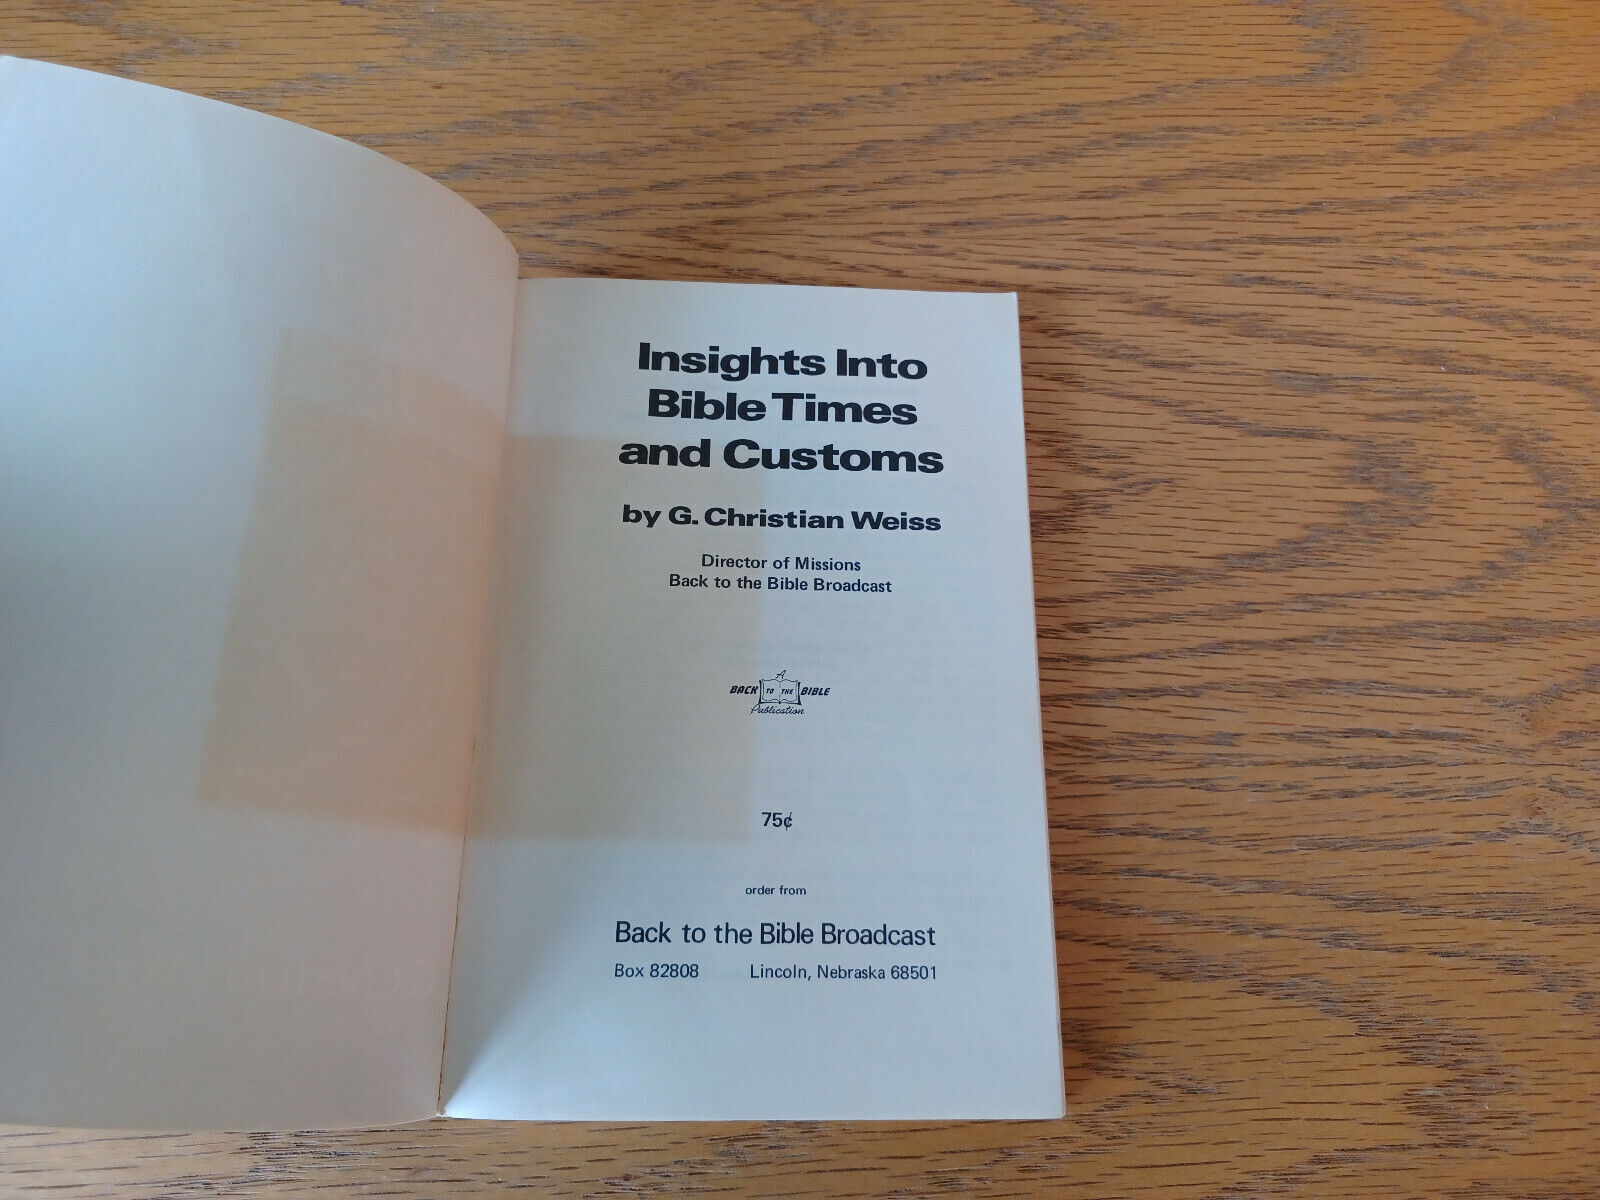 Insights Into
Bible Times
and Customs
by G. Christian Weiss
Director of Missions
Back to the Bible Broadcast
A
BACK TO THE BIBLE
Publication
75¢
order from
Back to the Bible Broadcast
Box 82808 Lincoln, Nebraska 68501